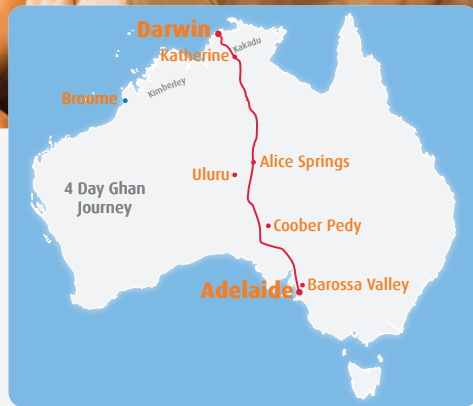 Darwin
Kakadu
Katherine
Kimberley
Broome
Alice Springs
Uluru
4 Day Ghan
Journey
Coober Pedy
Barossa Valley
Adelaide